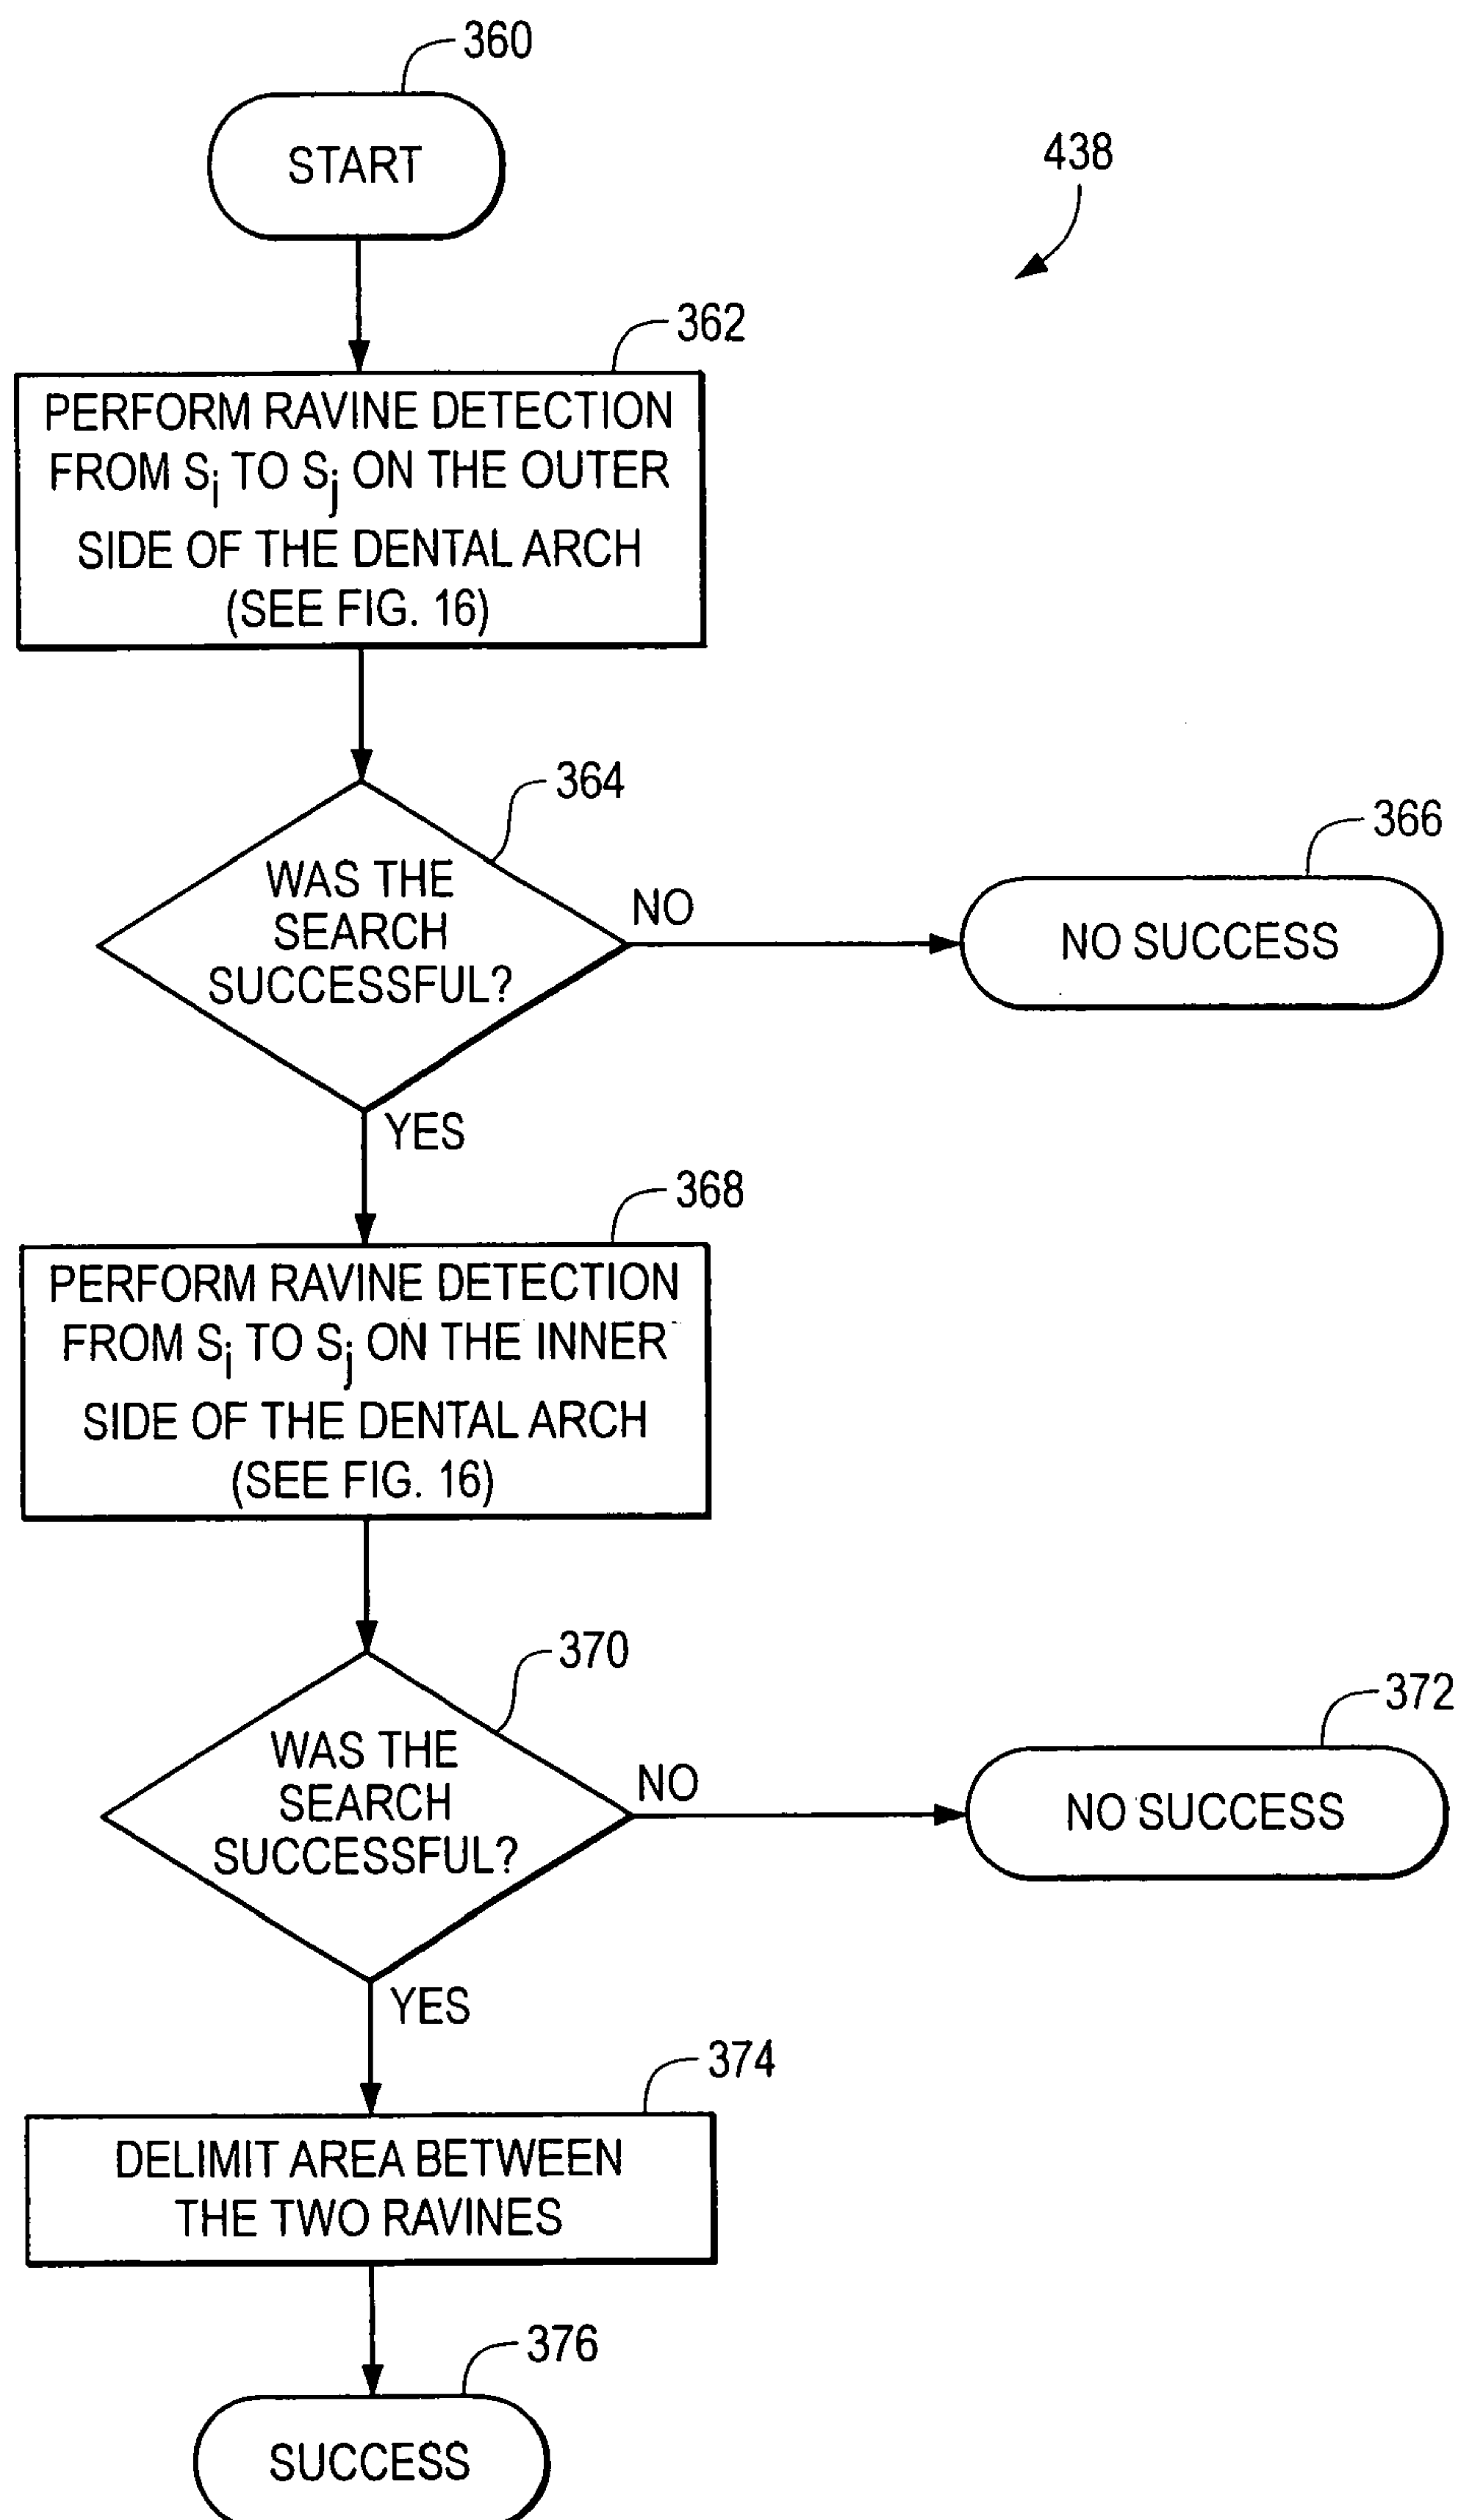 360
START
438
362
PERFORM RAVINE DETECTION
FROM Si TO Sj ON THE OUTER
SIDE OF THE DENTAL ARCH
(SEE FIG. 16)
364
WAS THE
SEARCH
SUCCESSFUL?
NO
366
NO SUCCESS
YES
368
PERFORM RAVINE DETECTION
FROM Si TO Sj ON THE INNER
SIDE OF THE DENTAL ARCH
(SEE FIG. 16)
370
WAS THE
SEARCH
SUCCESSFUL?
NO
372
NO SUCCESS
YES
374
DELIMIT AREA BETWEEN
THE TWO RAVINES
376
SUCCESS